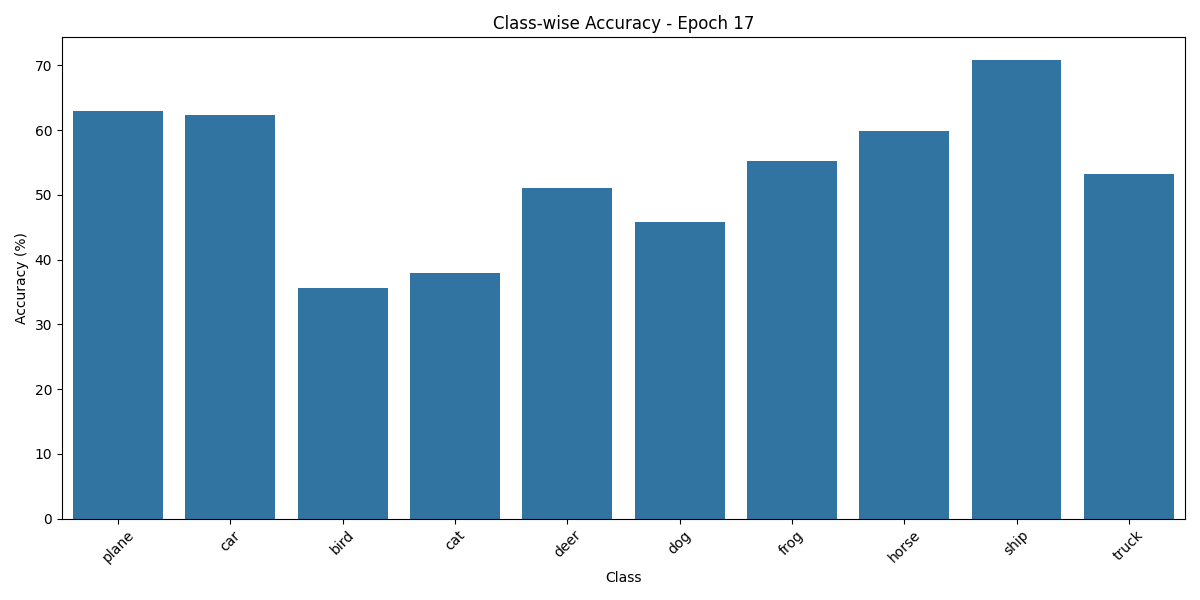 Class-wise Accuracy - Epoch 17
Accuracy (%)
70
60
50
40
30
20
10
0
plane car bird cat deer dog frog horse ship truck
Class